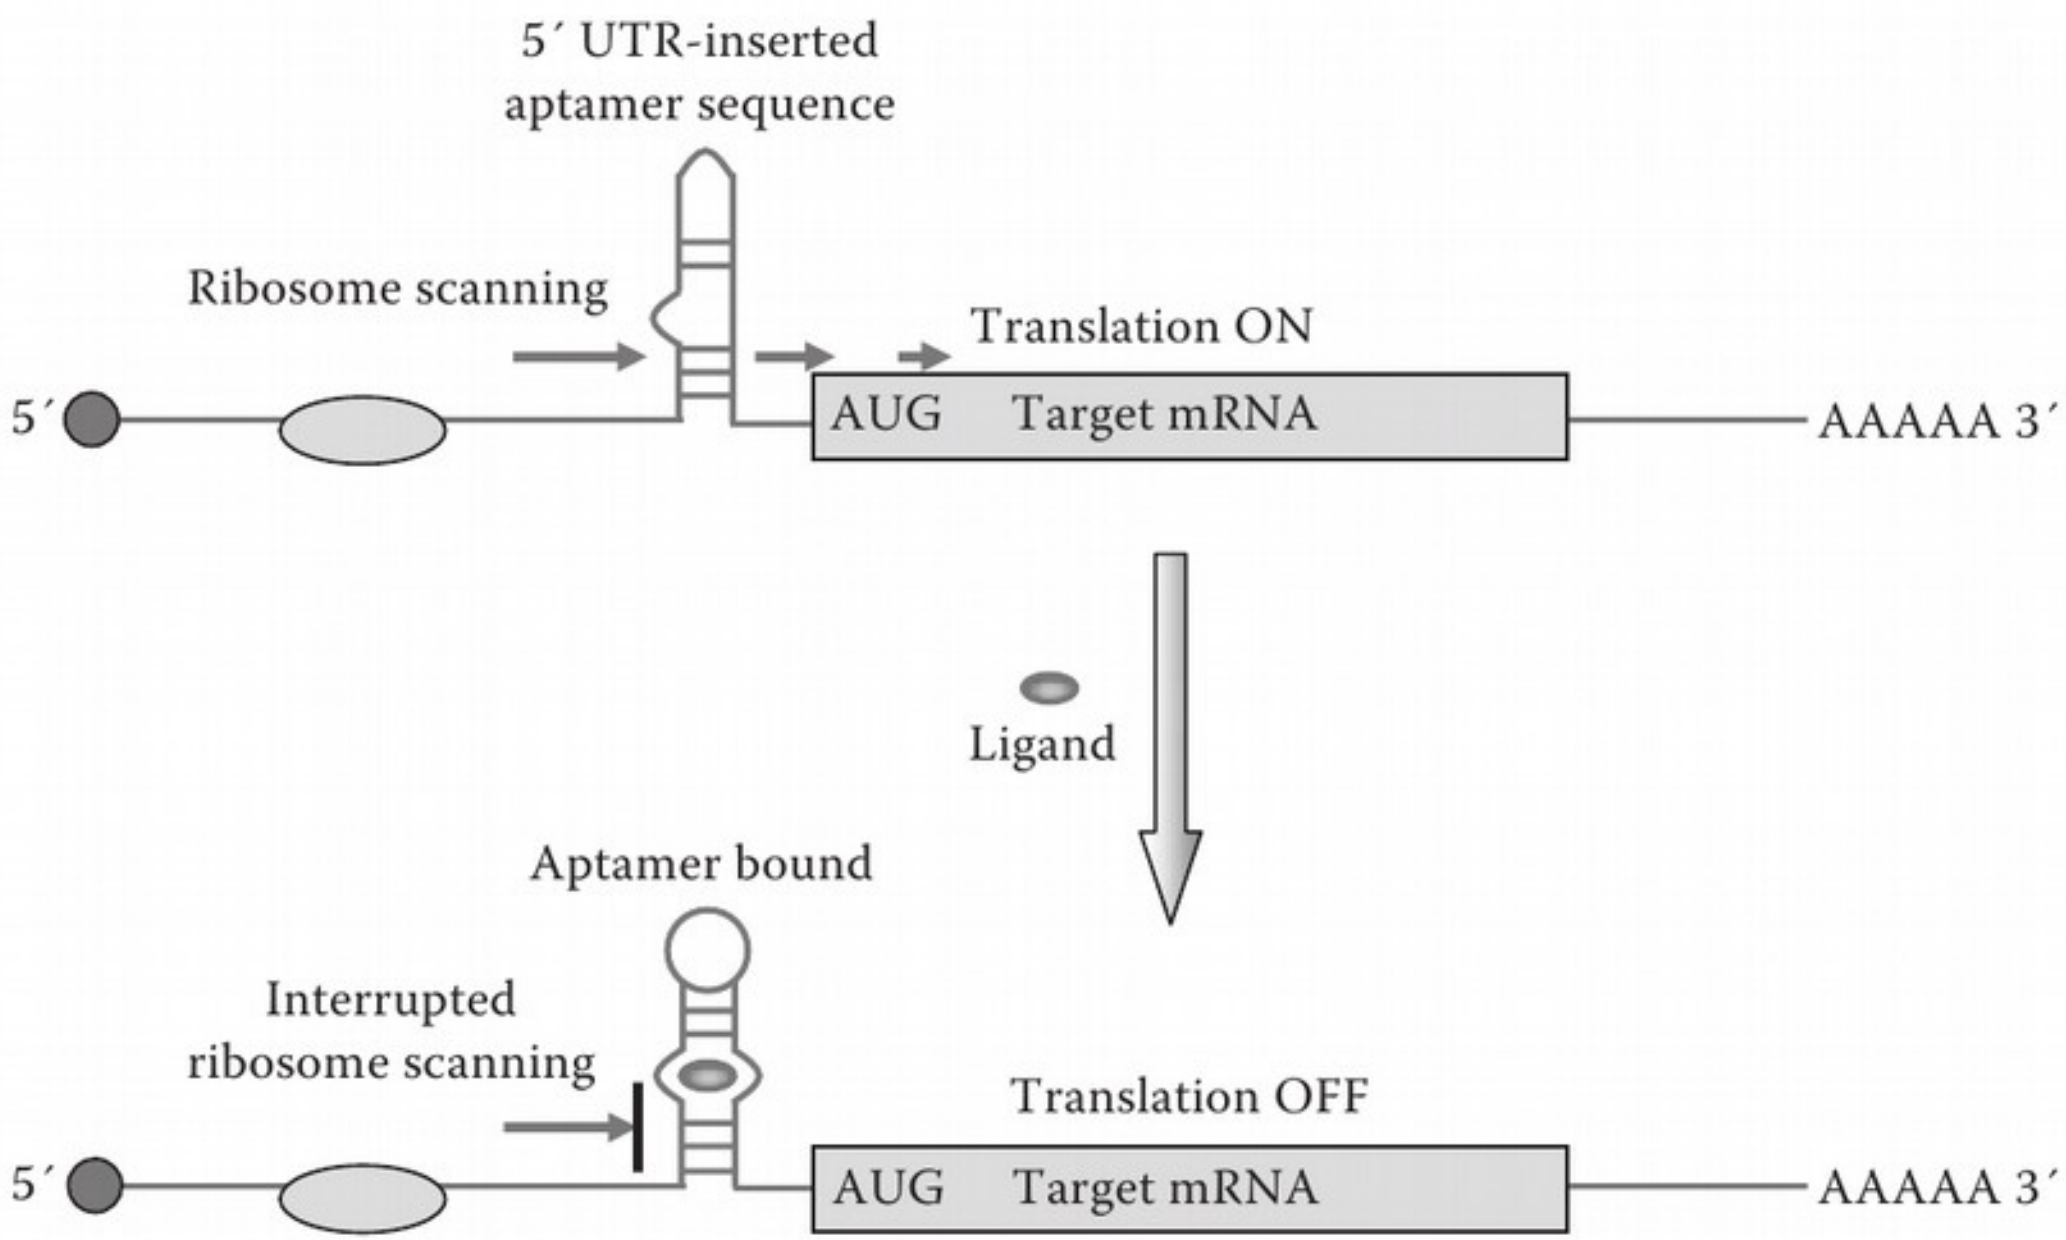 5´ UTR-inserted
aptamer sequence
Ribosome scanning
Translation ON
5´ AUG Target mRNA AAAAA 3´
Ligand
Aptamer bound
Interrupted
ribosome scanning
Translation OFF
5´ AUG Target mRNA AAAAA 3´